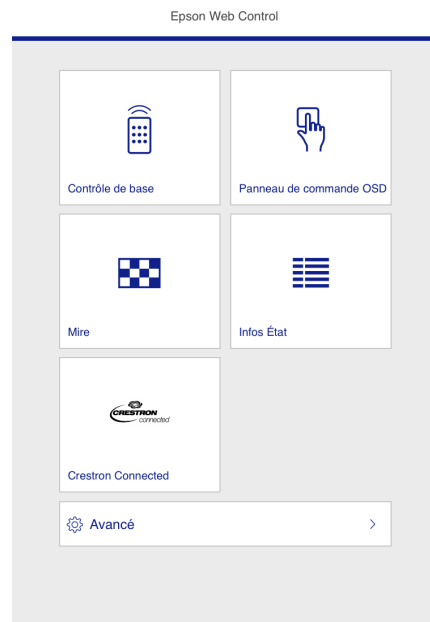 Epson Web Control
Contrôle de base
Panneau de commande OSD
Mire
Infos État
CRESTRON
connected
Crestron Connected
Avancé